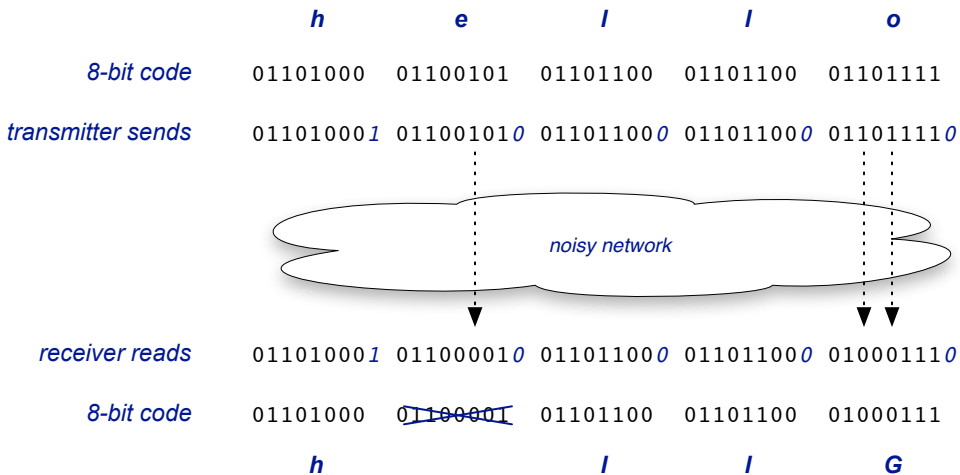 h e l l o
8-bit code 01101000 01100101 01101100 01101100 01101111
transmitter sends 011010001 011001010 011011000 011011000 011011110
noisy network
receiver reads 011010001 011000010 011011000 011011000 010001110
8-bit code 01101000 01100001 01101100 01101100 01000111
h l l G